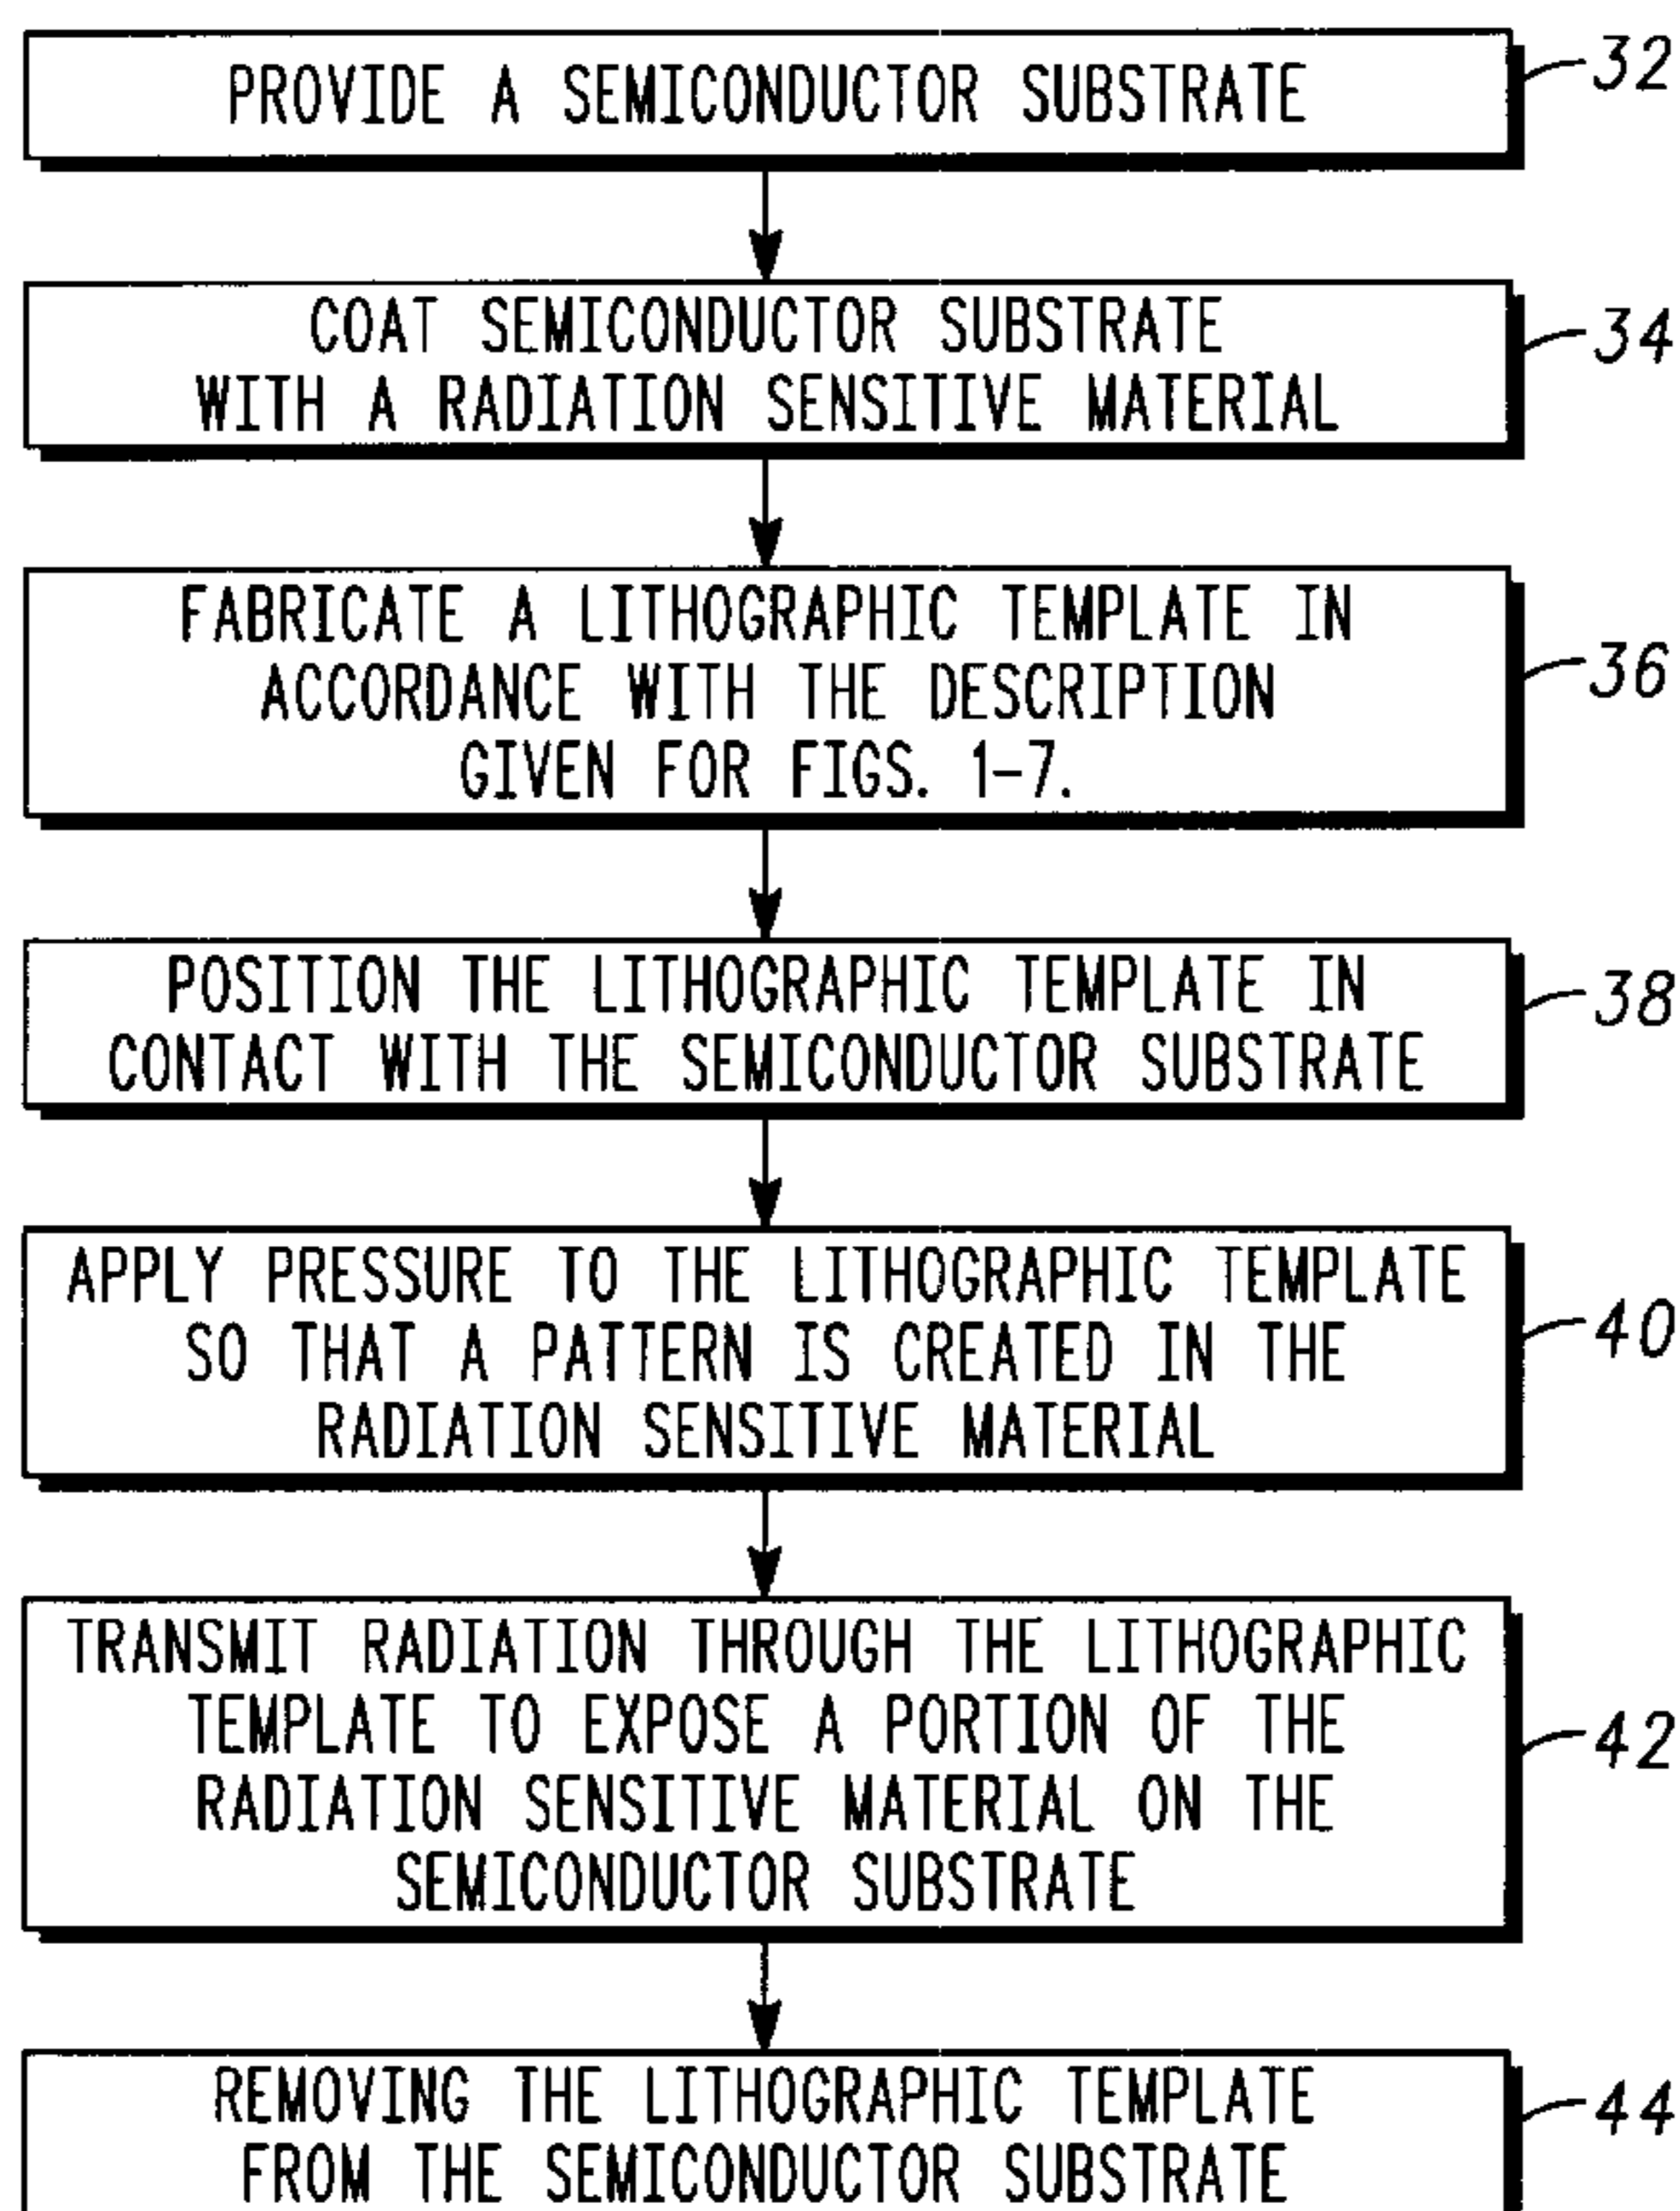 PROVIDE A SEMICONDUCTOR SUBSTRATE
32
COAT SEMICONDUCTOR SUBSTRATE
WITH A RADIATION SENSITIVE MATERIAL
34
FABRICATE A LITHOGRAPHIC TEMPLATE IN
ACCORDANCE WITH THE DESCRIPTION
GIVEN FOR FIGS. 1-7.
36
POSITION THE LITHOGRAPHIC TEMPLATE IN
CONTACT WITH THE SEMICONDUCTOR SUBSTRATE
38
APPLY PRESSURE TO THE LITHOGRAPHIC TEMPLATE
SO THAT A PATTERN IS CREATED IN THE
RADIATION SENSITIVE MATERIAL
40
TRANSMIT RADIATION THROUGH THE LITHOGRAPHIC
TEMPLATE TO EXPOSE A PORTION OF THE
RADIATION SENSITIVE MATERIAL ON THE
SEMICONDUCTOR SUBSTRATE
42
REMOVING THE LITHOGRAPHIC TEMPLATE
FROM THE SEMICONDUCTOR SUBSTRATE
44